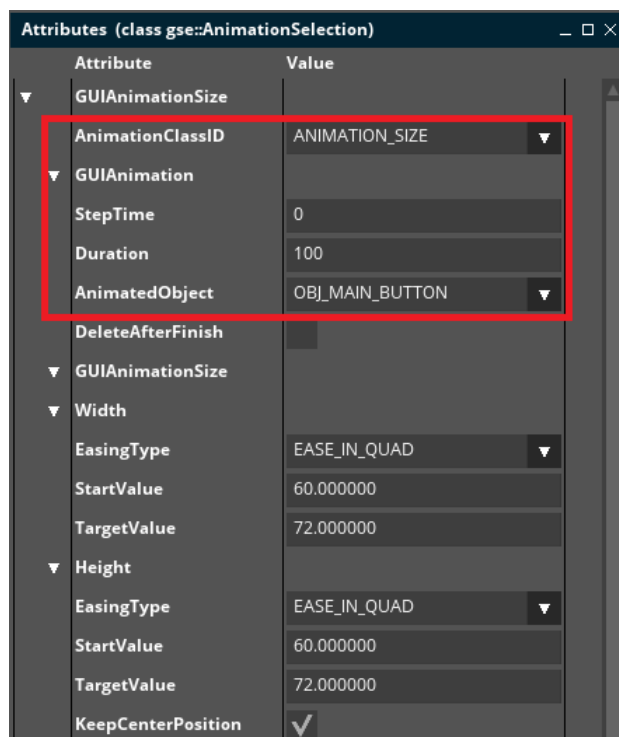 Attributes (class gse::AnimationSelection)
Attribute Value
GUIAnimationSize
AnimationClassID ANIMATION_SIZE
GUIAnimation
StepTime 0
Duration 100
AnimatedObject OBJ_MAIN_BUTTON
DeleteAfterFinish
GUIAnimationSize
Width
EasingType EASE_IN_QUAD
StartValue 60.000000
TargetValue 72.000000
Height
EasingType EASE_IN_QUAD
StartValue 60.000000
TargetValue 72.000000
KeepCenterPosition